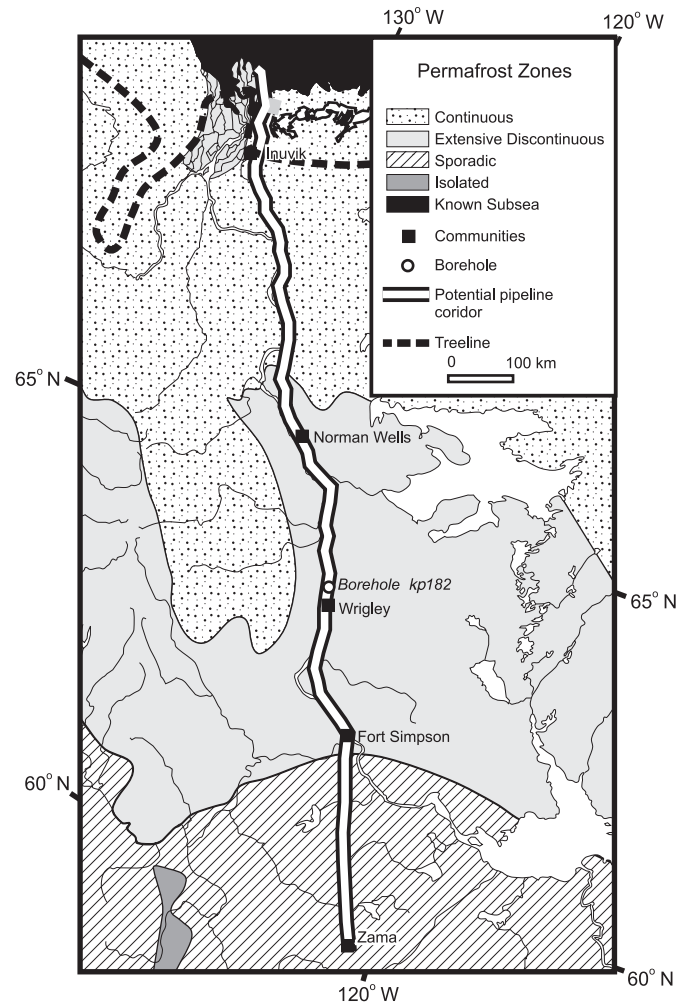 130° W
120° W
Permafrost Zones
Continuous
Extensive Discontinuous
Sporadic
Isolated
Known Subsea
Communities
Borehole
Potential pipeline
coridor
Treeline
0 100 km
Inuvik
65° N
Norman Wells
Borehole kp182
65° N
Wrigley
Fort Simpson
60° N
Zama
60° N
120° W